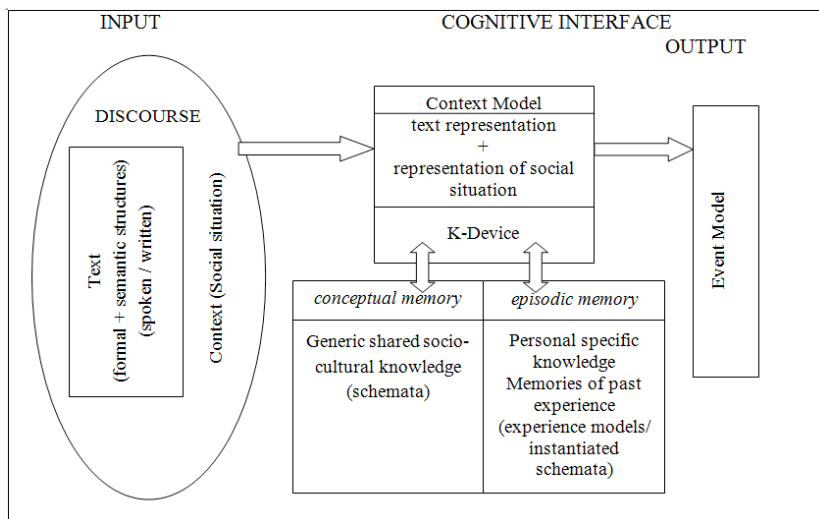 INPUT
COGNITIVE INTERFACE
OUTPUT
DISCOURSE
Text
(formal + semantic structures)
(spoken / written)
Context (Social situation)
Context Model
text representation
+
representation of social
situation
K-Device
conceptual memory
Generic shared socio-
cultural knowledge
(schemata)
episodic memory
Personal specific
knowledge
Memories of past
experience
(experience models/
instantiated
schemata)
Event Model